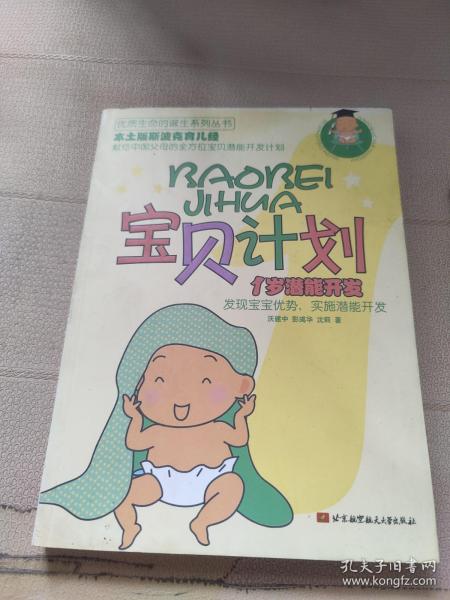 优质生命的诞生系列丛书
本土版斯波克育儿经
献给中国父母的全方位宝贝潜能开发计划
BAOBEI
JIHUA
宝贝计划
1岁潜能开发
发现宝宝优势，实施潜能开发
沃建中 彭竭华 沈莉 著
北京航空航天大学出版社
孔夫子旧书网
www.kongfz.com